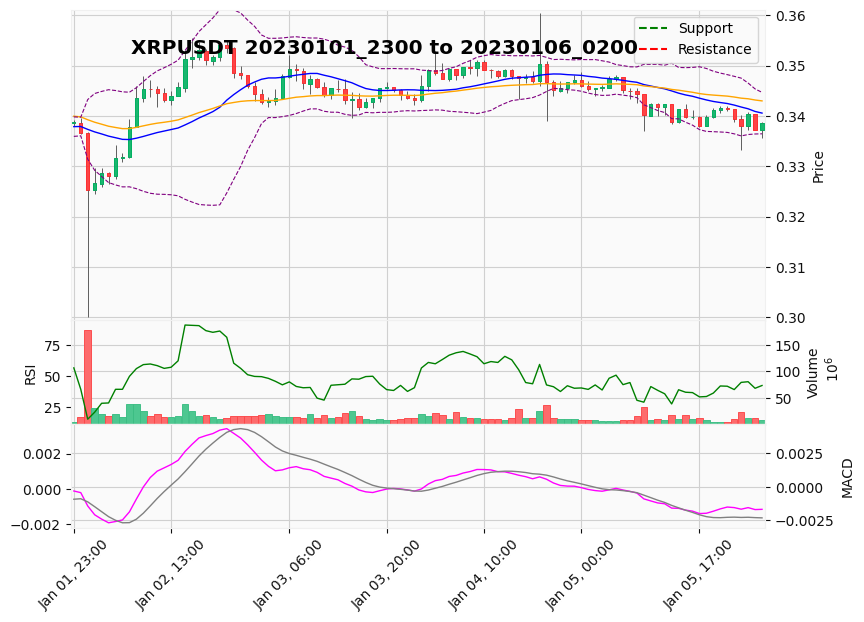 XRPUSDT 20230101_2300 to 20230106_0200
Support
Resistance
0.36
0.35
0.34
0.33
0.32
0.31
0.30
Price
75
50
25
RSI
150
100
50
Volume
10^6
0.002
0.000
−0.002
0.0025
0.0000
−0.0025
MACD
Jan 01, 23:00
Jan 02, 13:00
Jan 03, 06:00
Jan 03, 20:00
Jan 04, 10:00
Jan 05, 00:00
Jan 05, 17:00